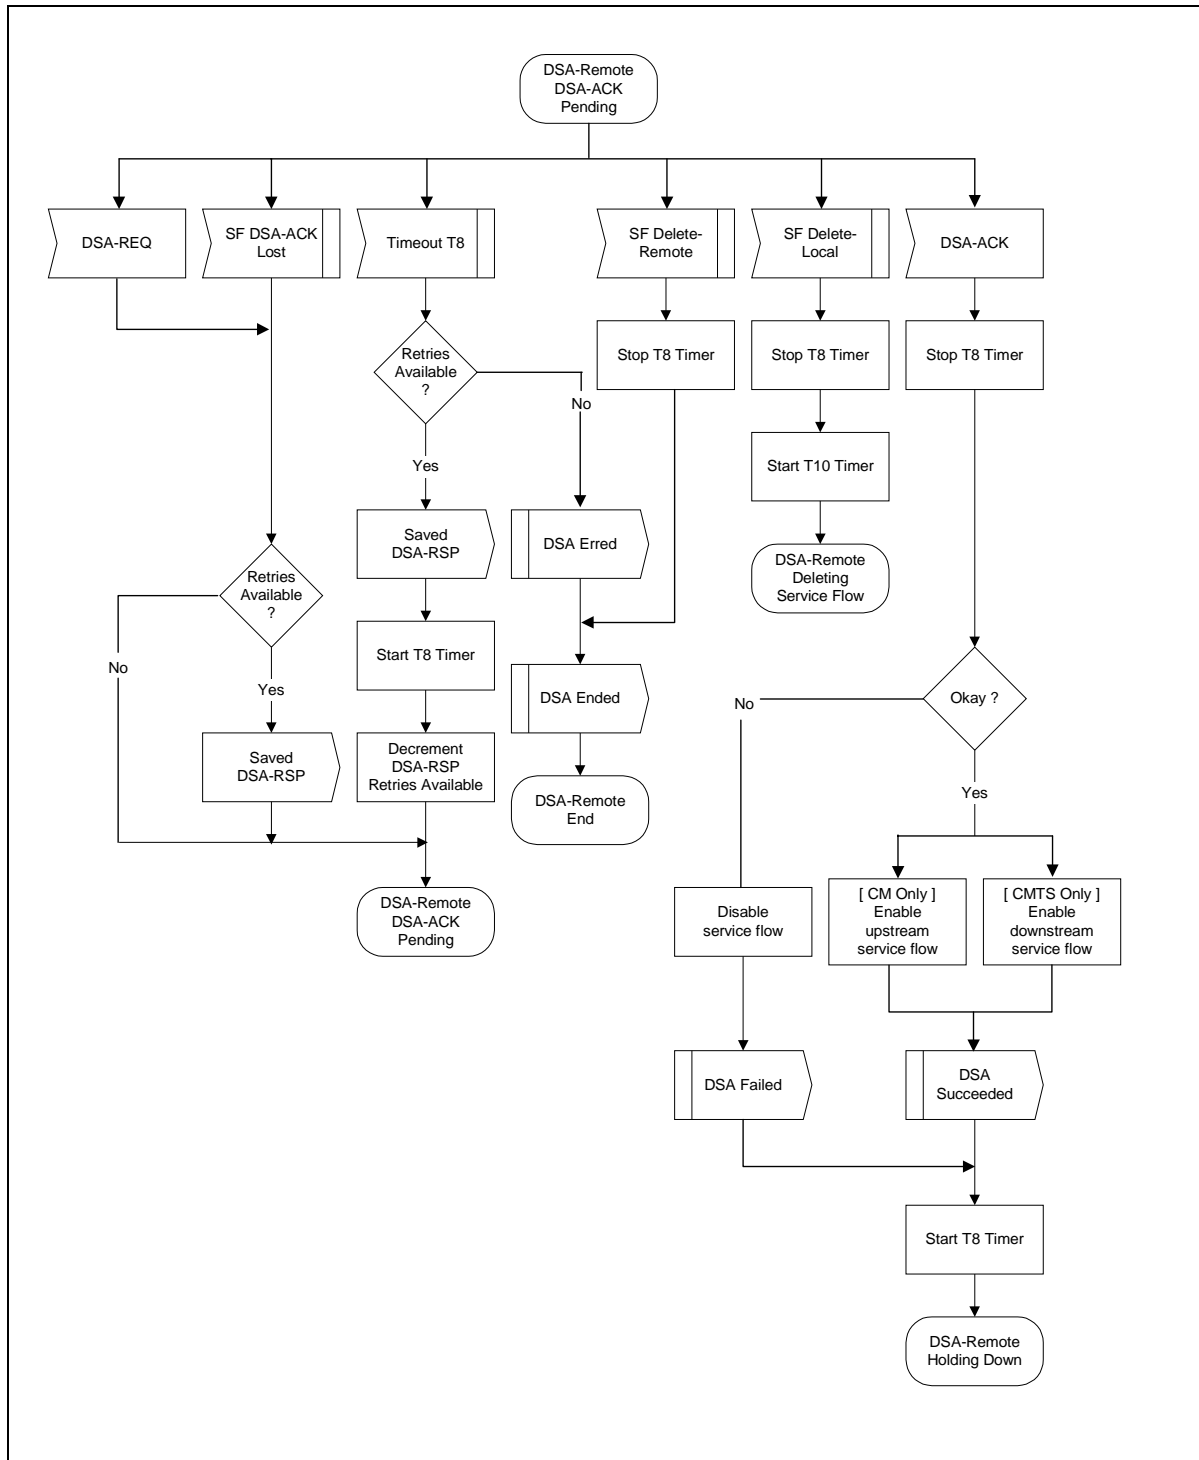 DSA-Remote
DSA-ACK
Pending
DSA-REQ
SF DSA-ACK
Lost
Timeout T8
SF Delete-
Remote
SF Delete-
Local
DSA-ACK
Retries
Available
?
Stop T8 Timer
Stop T8 Timer
Stop T8 Timer
No
Yes
Start T10 Timer
Saved
DSA-RSP
DSA Erred
DSA-Remote
Deleting
Service Flow
Retries
Available
?
No
Yes
Start T8 Timer
DSA Ended
Okay ?
No
Yes
Saved
DSA-RSP
Decrement
DSA-RSP
Retries Available
DSA-Remote
End
DSA-Remote
DSA-ACK
Pending
Disable
service flow
[ CM Only ]
Enable
upstream
service flow
[ CMTS Only ]
Enable
downstream
service flow
DSA Failed
DSA
Succeeded
Start T8 Timer
DSA-Remote
Holding Down